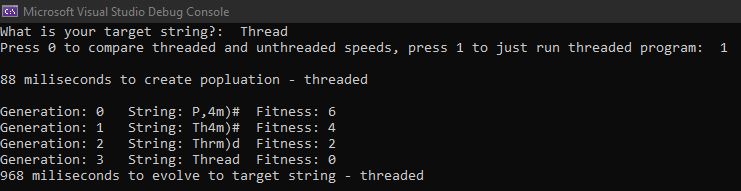 Microsoft Visual Studio Debug Console
What is your target string?:  Thread
Press 0 to compare threaded and unthreaded speeds, press 1 to just run threaded program:  1
88 miliseconds to create popluation - threaded
Generation: 0   String: P,4m)#  Fitness: 6
Generation: 1   String: Th4m)#  Fitness: 4
Generation: 2   String: Thrm)d  Fitness: 2
Generation: 3   String: Thread  Fitness: 0
968 miliseconds to evolve to target string - threaded